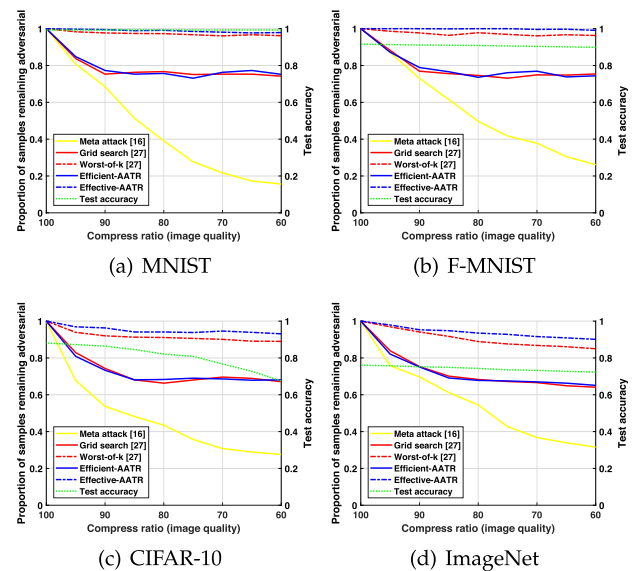 Proportion of samples remaining adversarial
1
0.8
0.6
0.4
0.2
0
1
0.8
0.6
0.4
0.2
0
Test accuracy
Meta attack [16]
Grid search [27]
Worst-of-k [27]
Efficient-AATR
Effective-AATR
Test accuracy
100 90 80 70 60
Compress ratio (image quality)
(a) MNIST
Proportion of samples remaining adversarial
1
0.8
0.6
0.4
0.2
0
1
0.8
0.6
0.4
0.2
0
Test accuracy
Meta attack [16]
Grid search [27]
Worst-of-k [27]
Efficient-AATR
Effective-AATR
Test accuracy
100 90 80 70 60
Compress ratio (image quality)
(b) F-MNIST
Proportion of samples remaining adversarial
1
0.8
0.6
0.4
0.2
0
1
0.8
0.6
0.4
0.2
0
Test accuracy
Meta attack [16]
Grid search [27]
Worst-of-k [27]
Efficient-AATR
Effective-AATR
Test accuracy
100 90 80 70 60
Compress ratio (image quality)
(c) CIFAR-10
Proportion of samples remaining adversarial
1
0.8
0.6
0.4
0.2
0
1
0.8
0.6
0.4
0.2
0
Test accuracy
Meta attack [16]
Grid search [27]
Worst-of-k [27]
Efficient-AATR
Effective-AATR
Test accuracy
100 90 80 70 60
Compress ratio (image quality)
(d) ImageNet